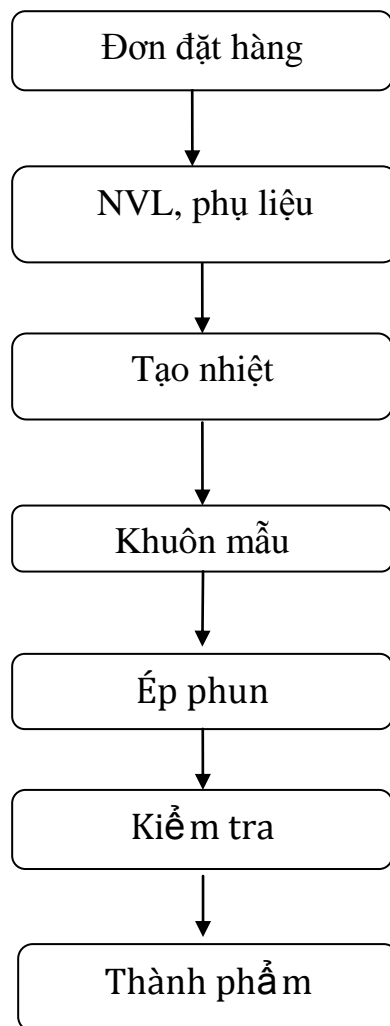 Đơn đặt hàng
NVL, phụ liệu
Tạo nhiệt
Khuôn mẫu
Ép phun
Kiểm tra
Thành phẩm